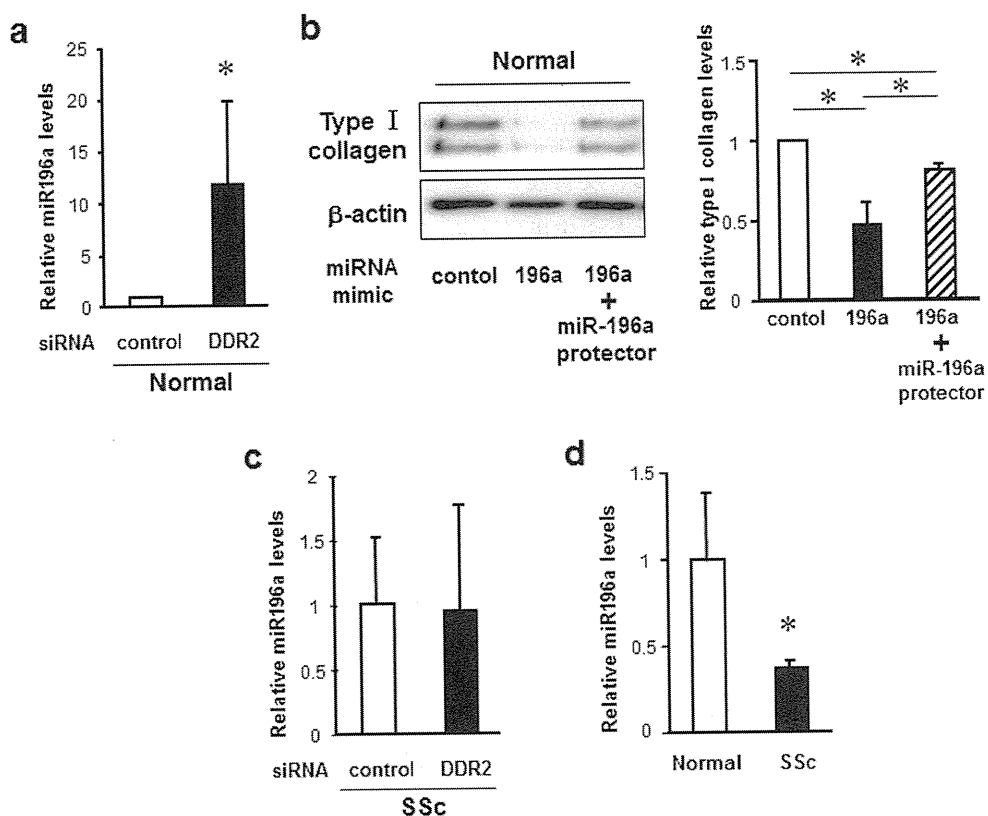 a
Relative miR196a levels
25
20
15
10
5
0
*
siRNA control DDR2
Normal
b
Normal
Type I
collagen
β-actin
miRNA
mimic
contol 196a 196a
+
miR-196a
protector
Relative type I collagen levels
1.5
1
0.5
0
*
* *
contol 196a 196a
+
miR-196a
protector
c
Relative miR196a levels
2
1.5
1
0.5
0
siRNA control DDR2
SSc
d
Relative miR196a levels
1.5
1
0.5
0
*
Normal SSc